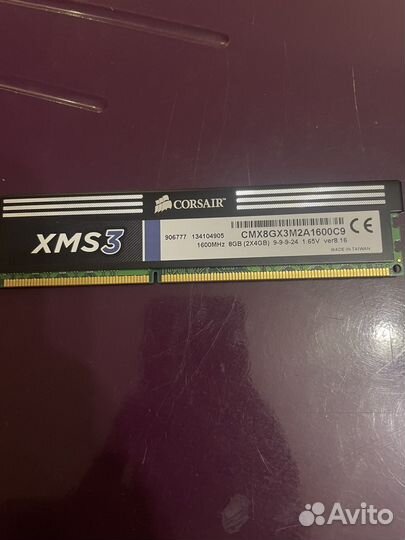 CORSAIR
XMS3
906777 134104905 CMX8GX3M2A1600C9 CE
1600MHz 8GB (2X4GB) 9-9-9-24 1.65V ver8.16
MADE IN TAIWAN
Avito